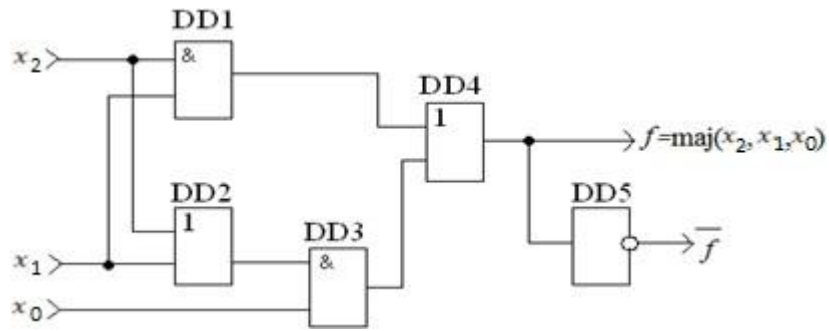 DD1
x₂
&
DD4
1
f=maj(x₂, x₁,x₀)
DD2
1
DD5
DD3
&
f̅
x₁
x₀